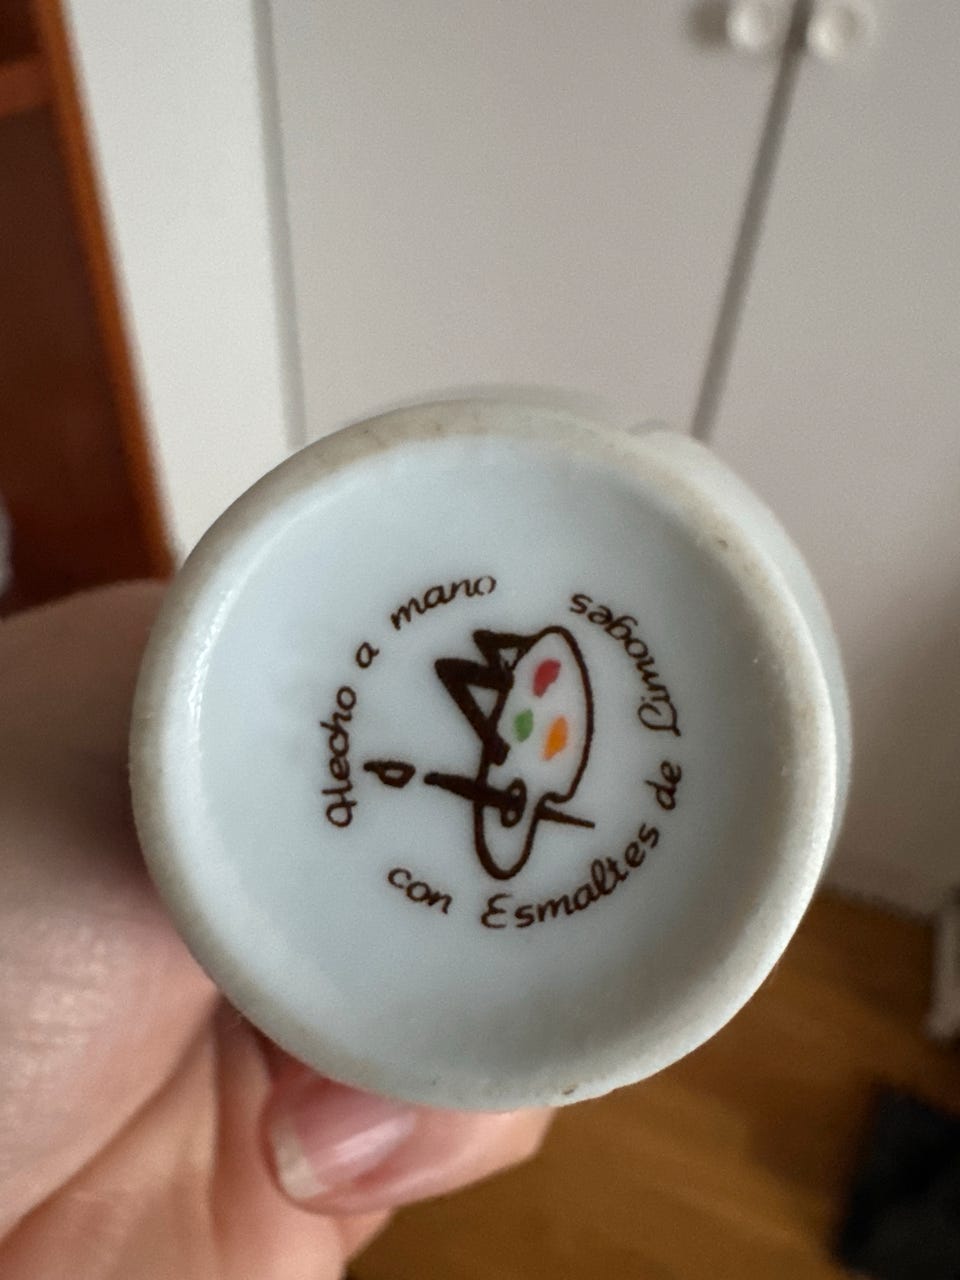 Hecho a mano
con Esmaltes de Limoges